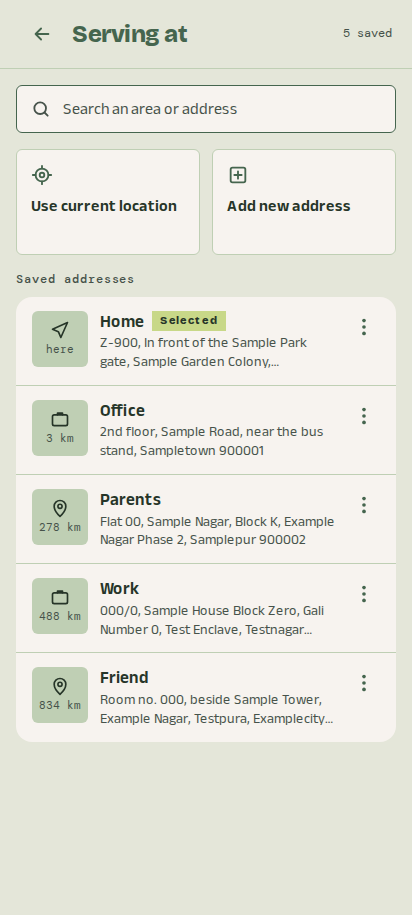 Serving at
5 saved
Search an area or address
Use current location
Add new address
Saved addresses
Home Selected
here
Z-900, In front of the Sample Park
gate, Sample Garden Colony,...
Office
3 km
2nd floor, Sample Road, near the bus
stand, Sampletown 900001
Parents
278 km
Flat 00, Sample Nagar, Block K, Example
Nagar Phase 2, Samplepur 900002
Work
488 km
000/0, Sample House Block Zero, Gali
Number 0, Test Enclave, Testnagar...
Friend
834 km
Room no. 000, beside Sample Tower,
Example Nagar, Testpura, Examplecity...